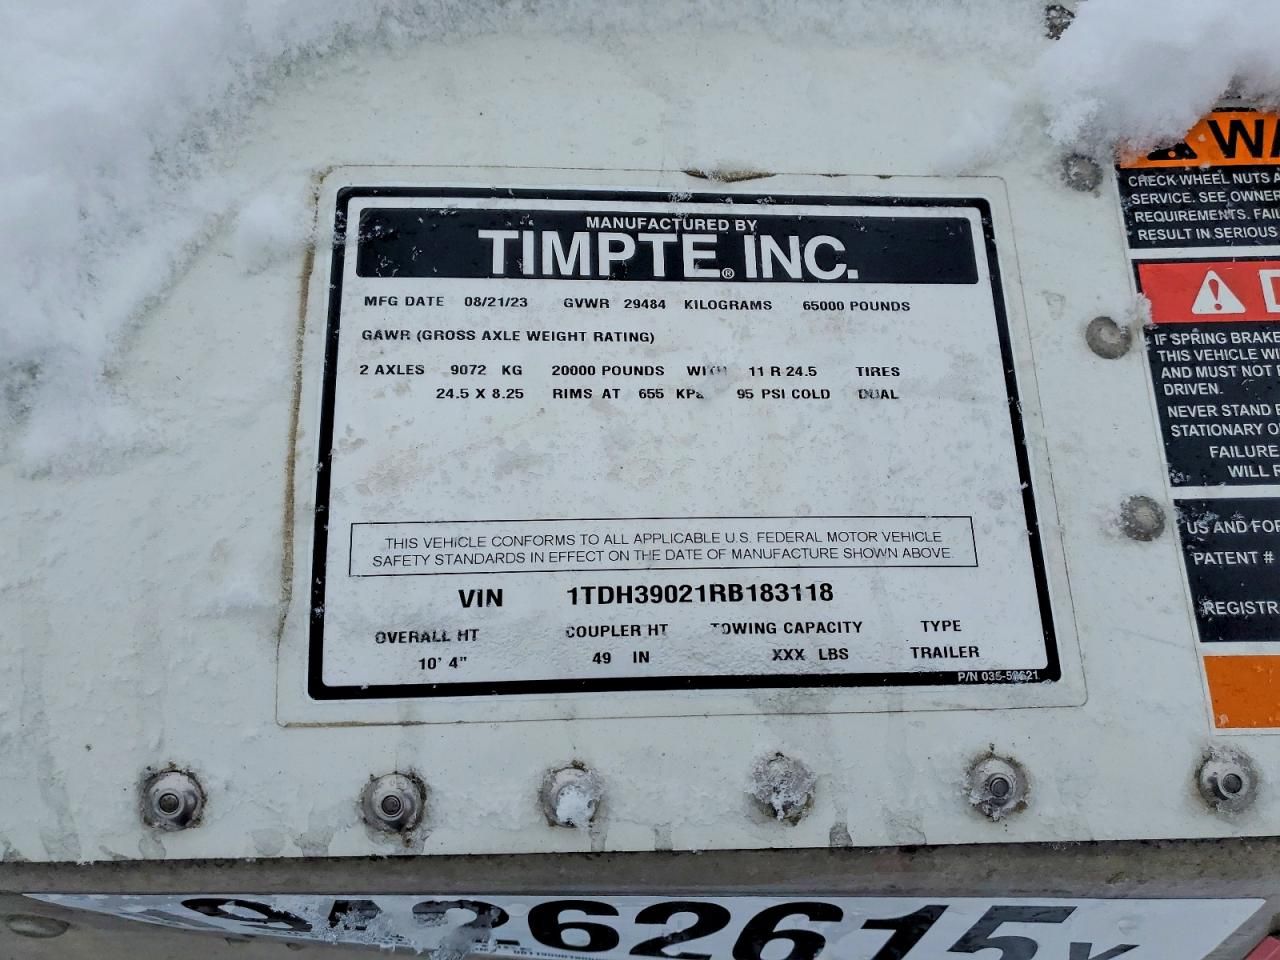 MANUFACTURED BY
TIMPTE® INC.
MFG DATE 08/21/23 GVWR 29484 KILOGRAMS 65000 POUNDS
GAWR (GROSS AXLE WEIGHT RATING)
2 AXLES 9072 KG 20000 POUNDS WITH 11 R 24.5 TIRES
24.5 X 8.25 RIMS AT 655 KPa 95 PSI COLD DUAL
THIS VEHICLE CONFORMS TO ALL APPLICABLE U.S. FEDERAL MOTOR VEHICLE
SAFETY STANDARDS IN EFFECT ON THE DATE OF MANUFACTURE SHOWN ABOVE.
VIN 1TDH39021RB183118
OVERALL HT COUPLER HT TOWING CAPACITY TYPE
10' 4" 49 IN XXX LBS TRAILER
P/N
WA
CHECK WHEEL NUTS A
SERVICE. SEE OWNER
REQUIREMENTS. FAIL
RESULT IN SERIOUS
D
IF SPRING BRAKE
THIS VEHICLE WI
AND MUST NOT
DRIVEN.
NEVER STAND
STATIONARY O
FAILURE
WILL R
US AND FOR
PATENT #
REGISTR
262615